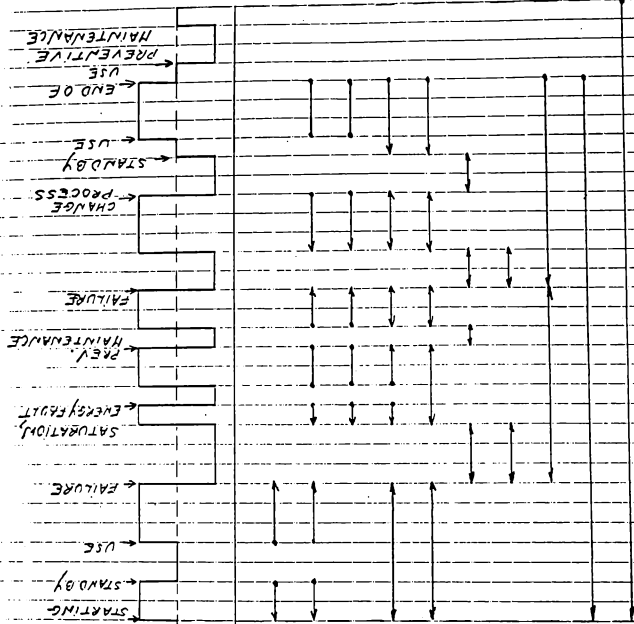 STARTING
STAND BY
USE
FAILURE
SATURATION,
ENERGY FAULT
PREV.
MAINTENANCE
FAILURE
CHANGE
PROCESS
STAND BY
USE
END OF
USE
PREVENTIVE
MAINTENANCE